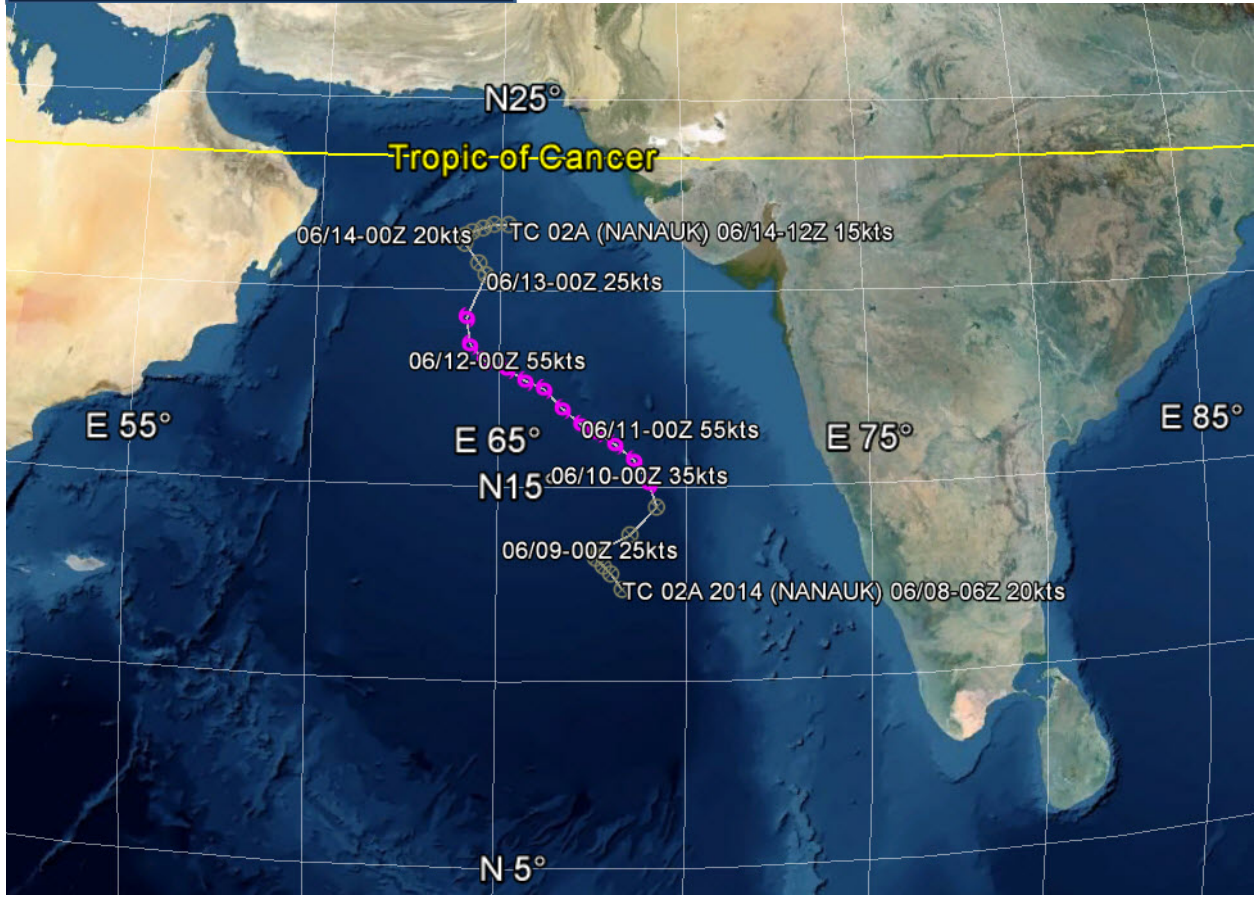 N25°
Tropic of Cancer
06/14-00Z 20kts
TC 02A (NANAUK) 06/14-12Z 15kts
06/13-00Z 25kts
06/12-00Z 55kts
E 55°
E 65°
06/11-00Z 55kts
E 75°
E 85°
06/10-00Z 35kts
N15°
06/09-00Z 25kts
TC 02A 2014 (NANAUK) 06/08-06Z 20kts
N 5°